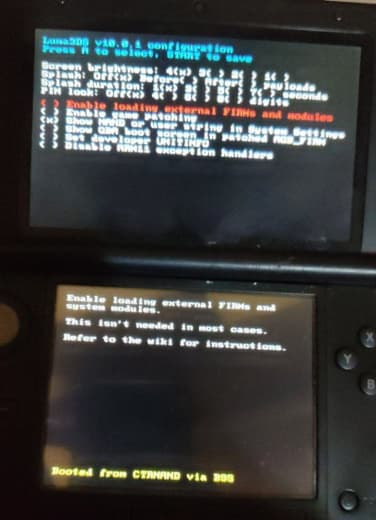 Luma3DS v10.0.1 configuration
Press A to select, START to save
Screen brightness: 4(x) 3( ) 2( ) 1( )
Splash: Off(x) Before( ) After( ) payloads
Splash duration: 1(x) 3( ) 5( ) 7( ) seconds
PIN lock: Off(x) 4( ) 6( ) 8( ) digits
( ) Enable loading external FIRMs and modules
( ) Enable game patching
(x) Show NAND or user string in System Settings
( ) Show GBA boot screen in patched AGB_FIRM
( ) Set developer UNITINFO
( ) Disable ARM11 exception handlers
Enable loading external FIRMs and
system modules.
This isn't needed in most cases.
Refer to the wiki for instructions.
Booted from CTRNAND via B9S
X
Y
B